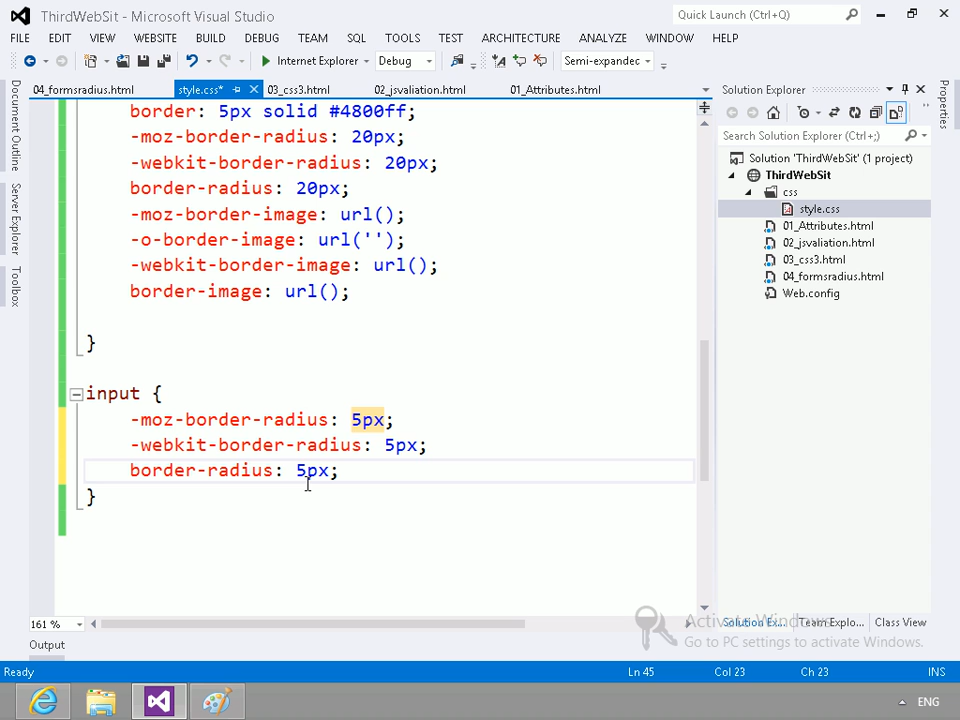 ThirdWebSit - Microsoft Visual Studio
Quick Launch (Ctrl+Q)
FILE EDIT VIEW WEBSITE BUILD DEBUG TEAM SQL TOOLS TEST ARCHITECTURE ANALYZE WINDOW HELP
Internet Explorer Debug Semi-expandec
04_formsradius.html style.css* 03_css3.html 02_jsvaliation.html 01_Attributes.html
Document Outline
Server Explorer
Toolbox
border: 5px solid #4800ff;
-moz-border-radius: 20px;
-webkit-border-radius: 20px;
border-radius: 20px;
-moz-border-image: url();
-o-border-image: url('');
-webkit-border-image: url();
border-image: url();
}
input {
-moz-border-radius: 5px;
-webkit-border-radius: 5px;
border-radius: 5px;
}
161 %
Solution Explorer
Search Solution Explorer (Ctrl+;)
Solution 'ThirdWebSit' (1 project)
ThirdWebSit
css
style.css
01_Attributes.html
02_jsvaliation.html
03_css3.html
04_formsradius.html
Web.config
Properties
Activate Windows
Solution Ex... Team Explo... Class View
Go to PC settings to activate Windows.
Output
Ready Ln 45 Col 23 Ch 23 INS
ENG